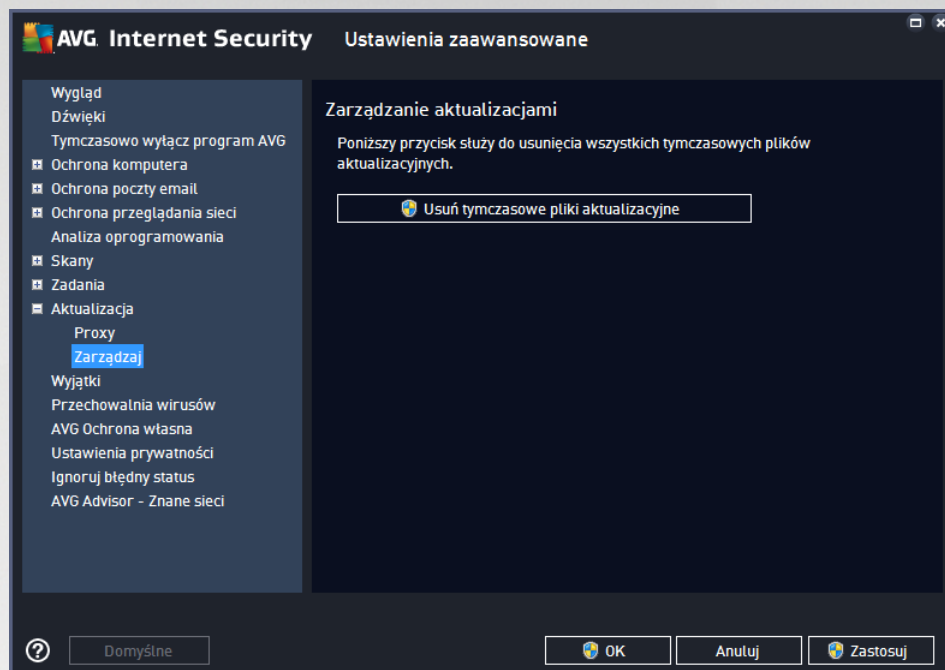 AVG. Internet Security Ustawienia zaawansowane
Wygląd
Dźwięki
Tymczasowo wyłącz program AVG
Ochrona komputera
Ochrona poczty email
Ochrona przeglądania sieci
Analiza oprogramowania
Skany
Zadania
Aktualizacja
Proxy
Zarządzaj
Wyjątki
Przechowalnia wirusów
AVG Ochrona własna
Ustawienia prywatności
Ignoruj błędny status
AVG Advisor - Znane sieci
Zarządzanie aktualizacjami
Poniższy przycisk służy do usunięcia wszystkich tymczasowych plików
aktualizacyjnych.
Usuń tymczasowe pliki aktualizacyjne
Domyślne
OK
Anuluj
Zastosuj